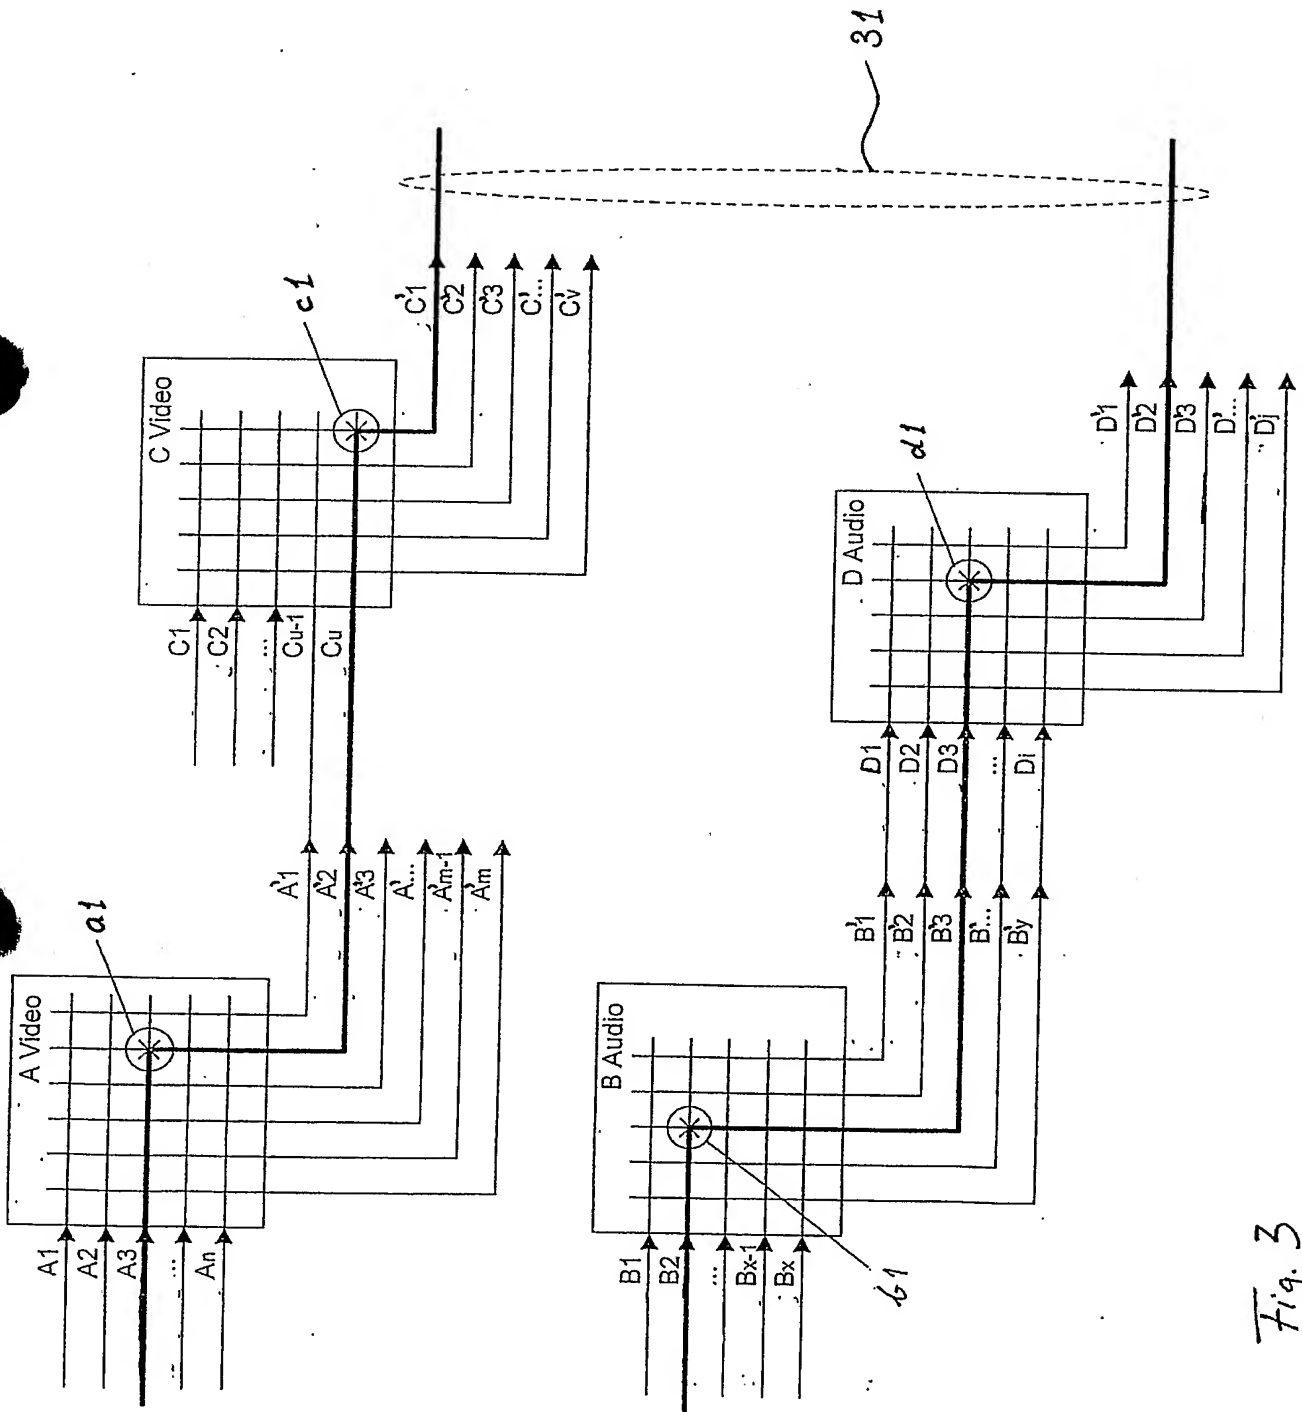 A Video
a1
A1
A2
A3
...
An
A'1
A'2
A'3
A'...
A'm-1
A'm
C Video
c1
C1
C2
...
Cu-1
Cu
C'1
C'2
C'3
C'...
C'v
31
B Audio
b1
B1
B2
...
Bx-1
Bx
B'1
B'2
B'3
B'...
B'y
D Audio
d1
D1
D2
D3
...
Di
D'1
D'2
D'3
D'...
D'j
Fig. 3